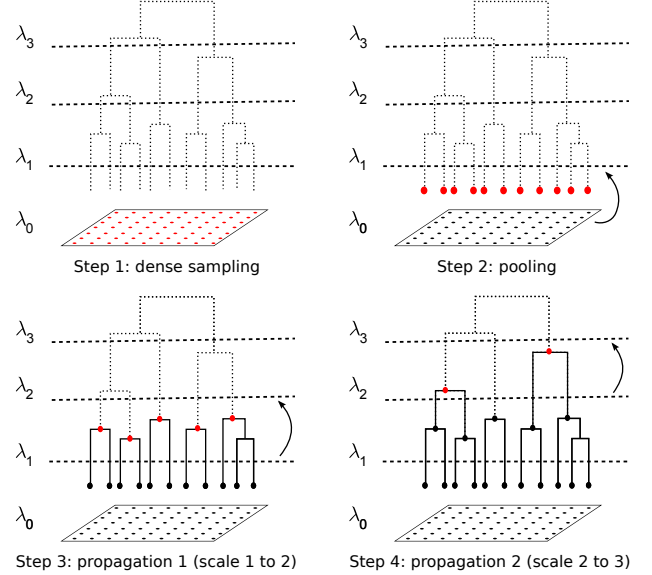 λ3
λ3
λ2
λ2
λ1
λ1
λ0
λ0
Step 1: dense sampling
Step 2: pooling
λ3
λ3
λ2
λ2
λ1
λ1
λ0
λ0
Step 3: propagation 1 (scale 1 to 2)
Step 4: propagation 2 (scale 2 to 3)